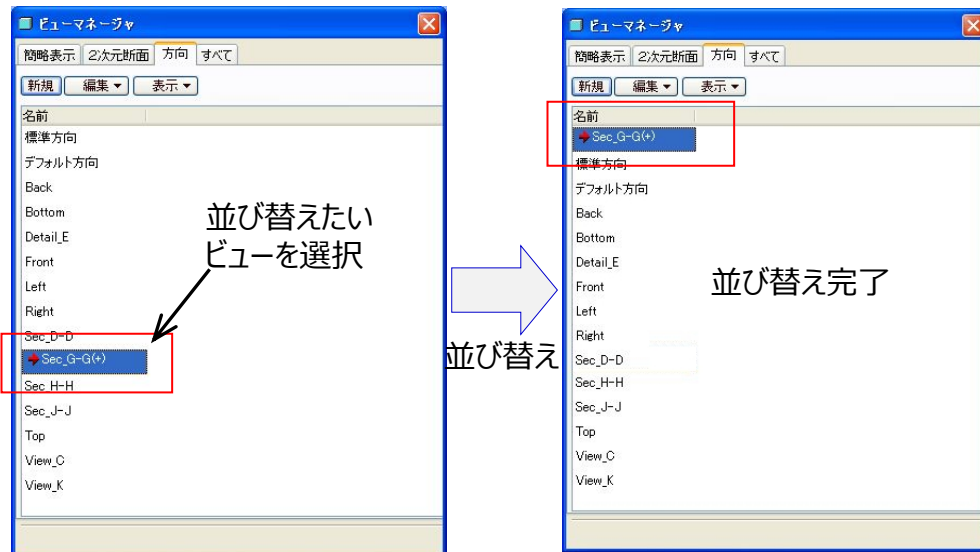 ビューマネージャ
簡略表示 2次元断面 方向 すべて
新規 編集 表示
名前
標準方向
デフォルト方向
Back
Bottom
Detail_E
Front
Left
Right
Sec_D-D
Sec_G-G(+)
Sec_H-H
Sec_J-J
Top
View_C
View_K
並び替えたい
ビューを選択
並び替え
ビューマネージャ
簡略表示 2次元断面 方向 すべて
新規 編集 表示
名前
Sec_G-G(+)
標準方向
デフォルト方向
Back
Bottom
Detail_E
Front
Left
Right
Sec_D-D
Sec_H-H
Sec_J-J
Top
View_C
View_K
並び替え完了